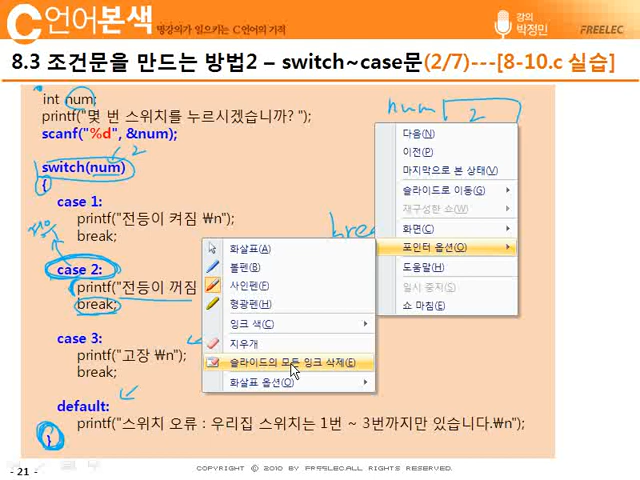 C언어본색 명강의가 일으키는 C언어의 기적
강의
박정민
FREELEC
8.3 조건문을 만드는 방법2 – switch~case문(2/7)---[8-10.c 실습]
int num;
printf("몇 번 스위치를 누르시겠습니까? ");
scanf("%d", &num);
num 2
2
switch(num)
{
case 1:
printf("전등이 켜짐 ₩n");
break;
case 2:
printf("전등이 꺼짐
break;
case 3:
printf("고장 ₩n");
break;
default:
printf("스위치 오류 : 우리집 스위치는 1번 ~ 3번까지만 있습니다.₩n");
}
brea
다음(N)
이전(P)
마지막으로 본 상태(V)
슬라이드로 이동(G)
재구성한 쇼(W)
화면(C)
포인터 옵션(O)
도움말(H)
일시 중지(S)
쇼 마침(E)
화살표(A)
볼펜(B)
사인펜(F)
형광펜(H)
잉크 색(C)
지우개
슬라이드의 모든 잉크 삭제(E)
화살표 옵션(O)
- 21 -
COPYRIGHT ⓒ 2010 BY FREELEC.ALL RIGHTS RESERVED.